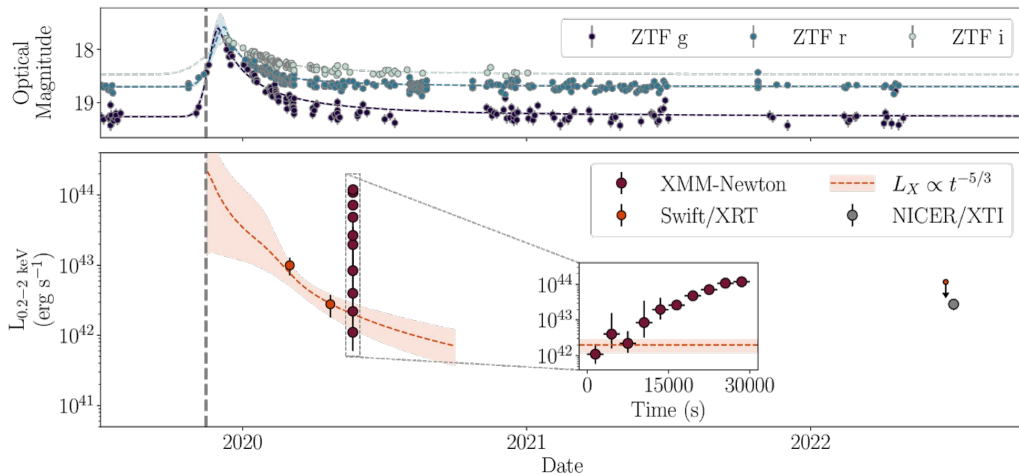 ZTF g ZTF r ZTF i
Optical
Magnitude
18
19
XMM-Newton
Swift/XRT
L_X ∝ t^{-5/3}
NICER/XTI
L_{0.2-2 keV}
(erg s^{-1})
10^{44}
10^{43}
10^{42}
10^{41}
10^{44}
10^{43}
10^{42}
0 15000 30000
Time (s)
2020 2021 2022
Date